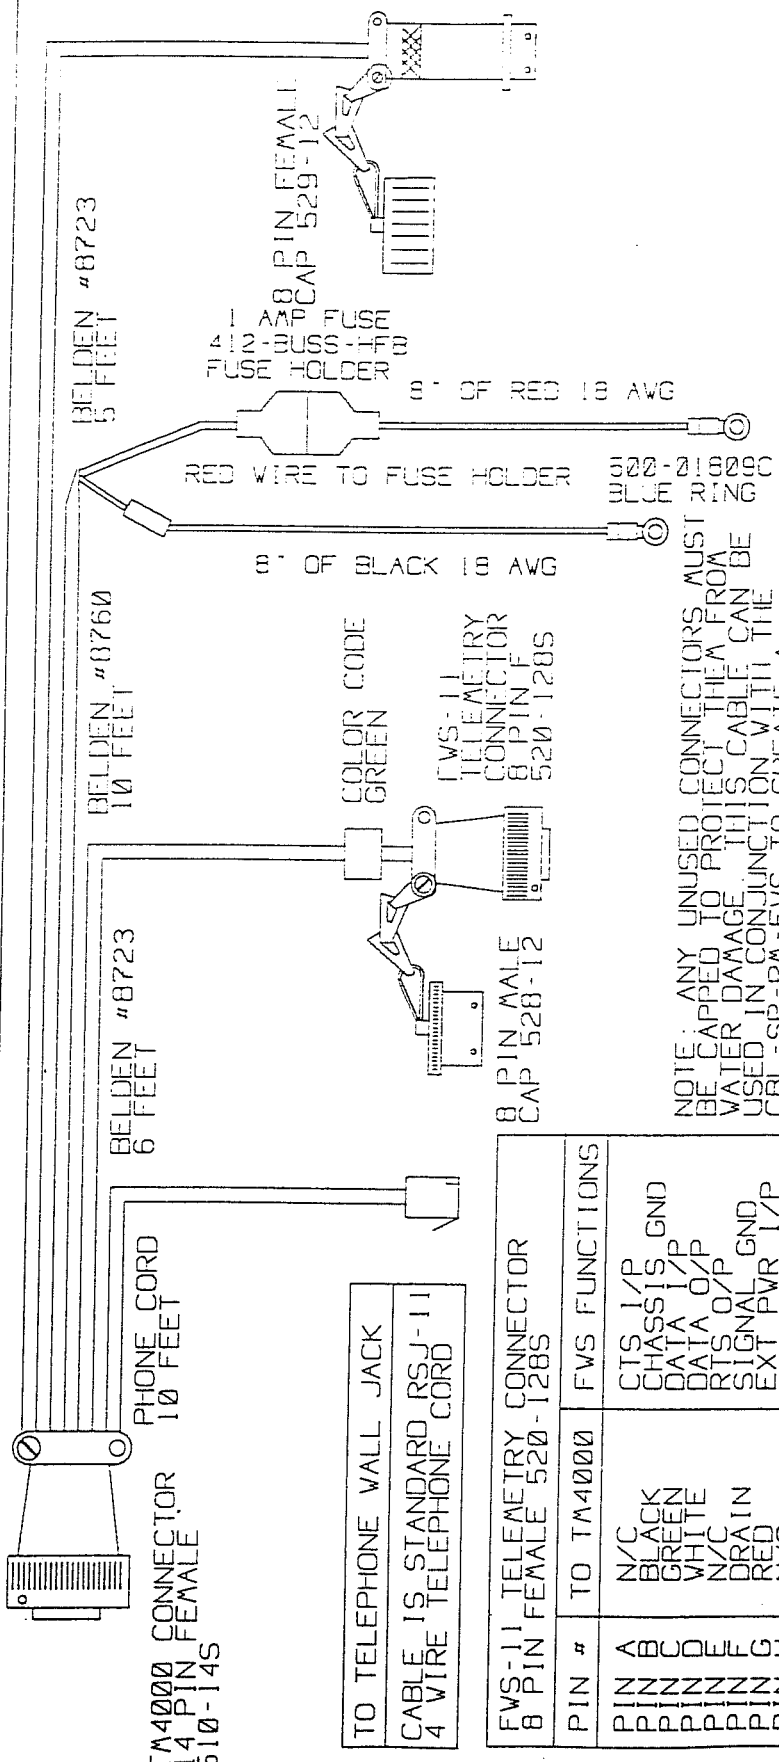 BELDEN #8723
5 FEET
8 PIN FEMALE
CAP 529-12
1 AMP FUSE
412-BUSS-HFB
FUSE HOLDER
8" OF RED 18 AWG
RED WIRE TO FUSE HOLDER
BLUE RING
8" OF BLACK 18 AWG
BELDEN #8760
10 FEET
COLOR CODE
GREEN
FWS-11
TELEMETRY
CONNECTOR
8 PIN F
520-128S
BELDEN #8723
6 FEET
8 PIN MALE
CAP 528-12
PHONE CORD
10 FEET
TM4000 CONNECTOR
14 PIN FEMALE
610-14S
TO TELEPHONE WALL JACK
CABLE IS STANDARD RSJ-11
4 WIRE TELEPHONE CORD
NOTE: ANY UNUSED CONNECTORS MUST
BE CAPPED TO PROTECT THEM FROM
WATER DAMAGE. THIS CABLE CAN BE
USED IN CONJUNCTION WITH THE
FWS-11 TELEMETRY CONNECTOR
8 PIN FEMALE 520-128S
PIN # TO TM4000 FWS FUNCTIONS
PIN A N/C CTS I/P
PIN B BLACK CHASSIS GND
PIN C GREEN DATA I/P
PIN D WHITE DATA O/P
PIN E N/C RTS O/P
PIN F DRAIN SIGNAL GND
PIN G RED EXT PWR I/P